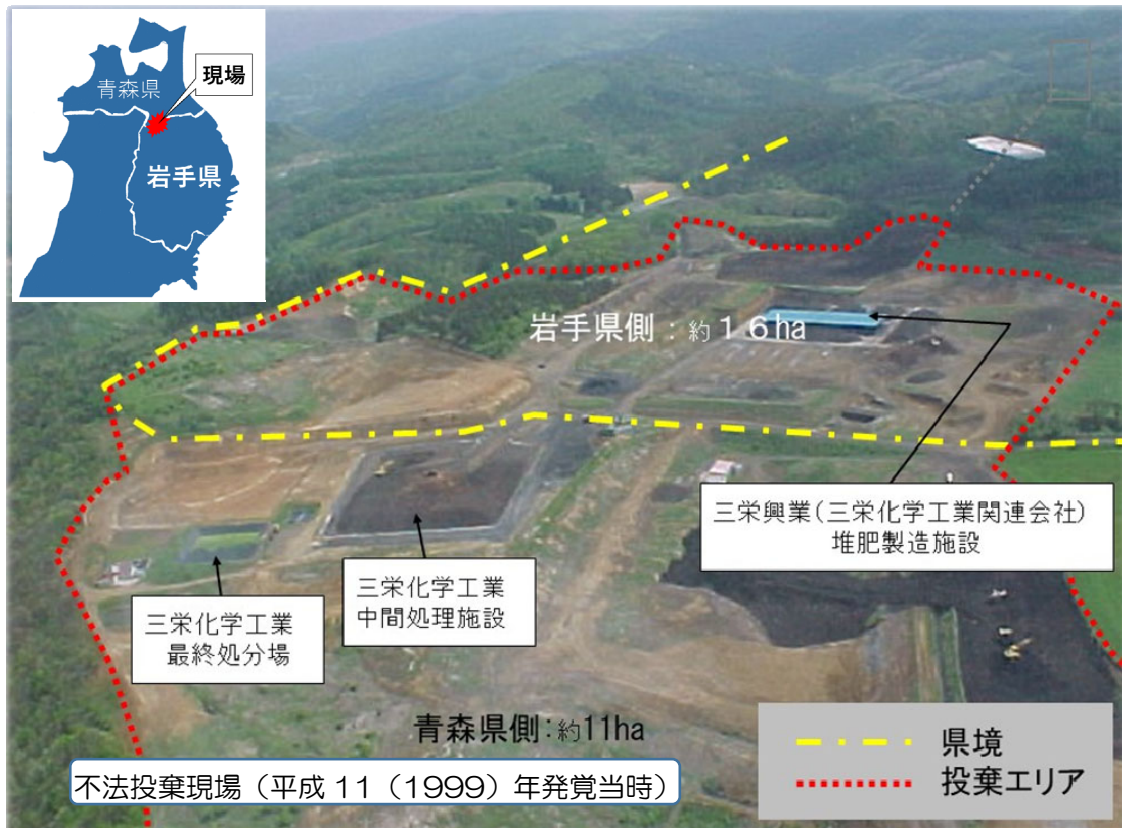 青森県
現場
岩手県
岩手県側：約１６ha
三栄興業(三栄化学工業関連会社)
堆肥製造施設
三栄化学工業
中間処理施設
三栄化学工業
最終処分場
青森県側：約11ha
県境
投棄エリア
不法投棄現場（平成 11（1999）年発覚当時）